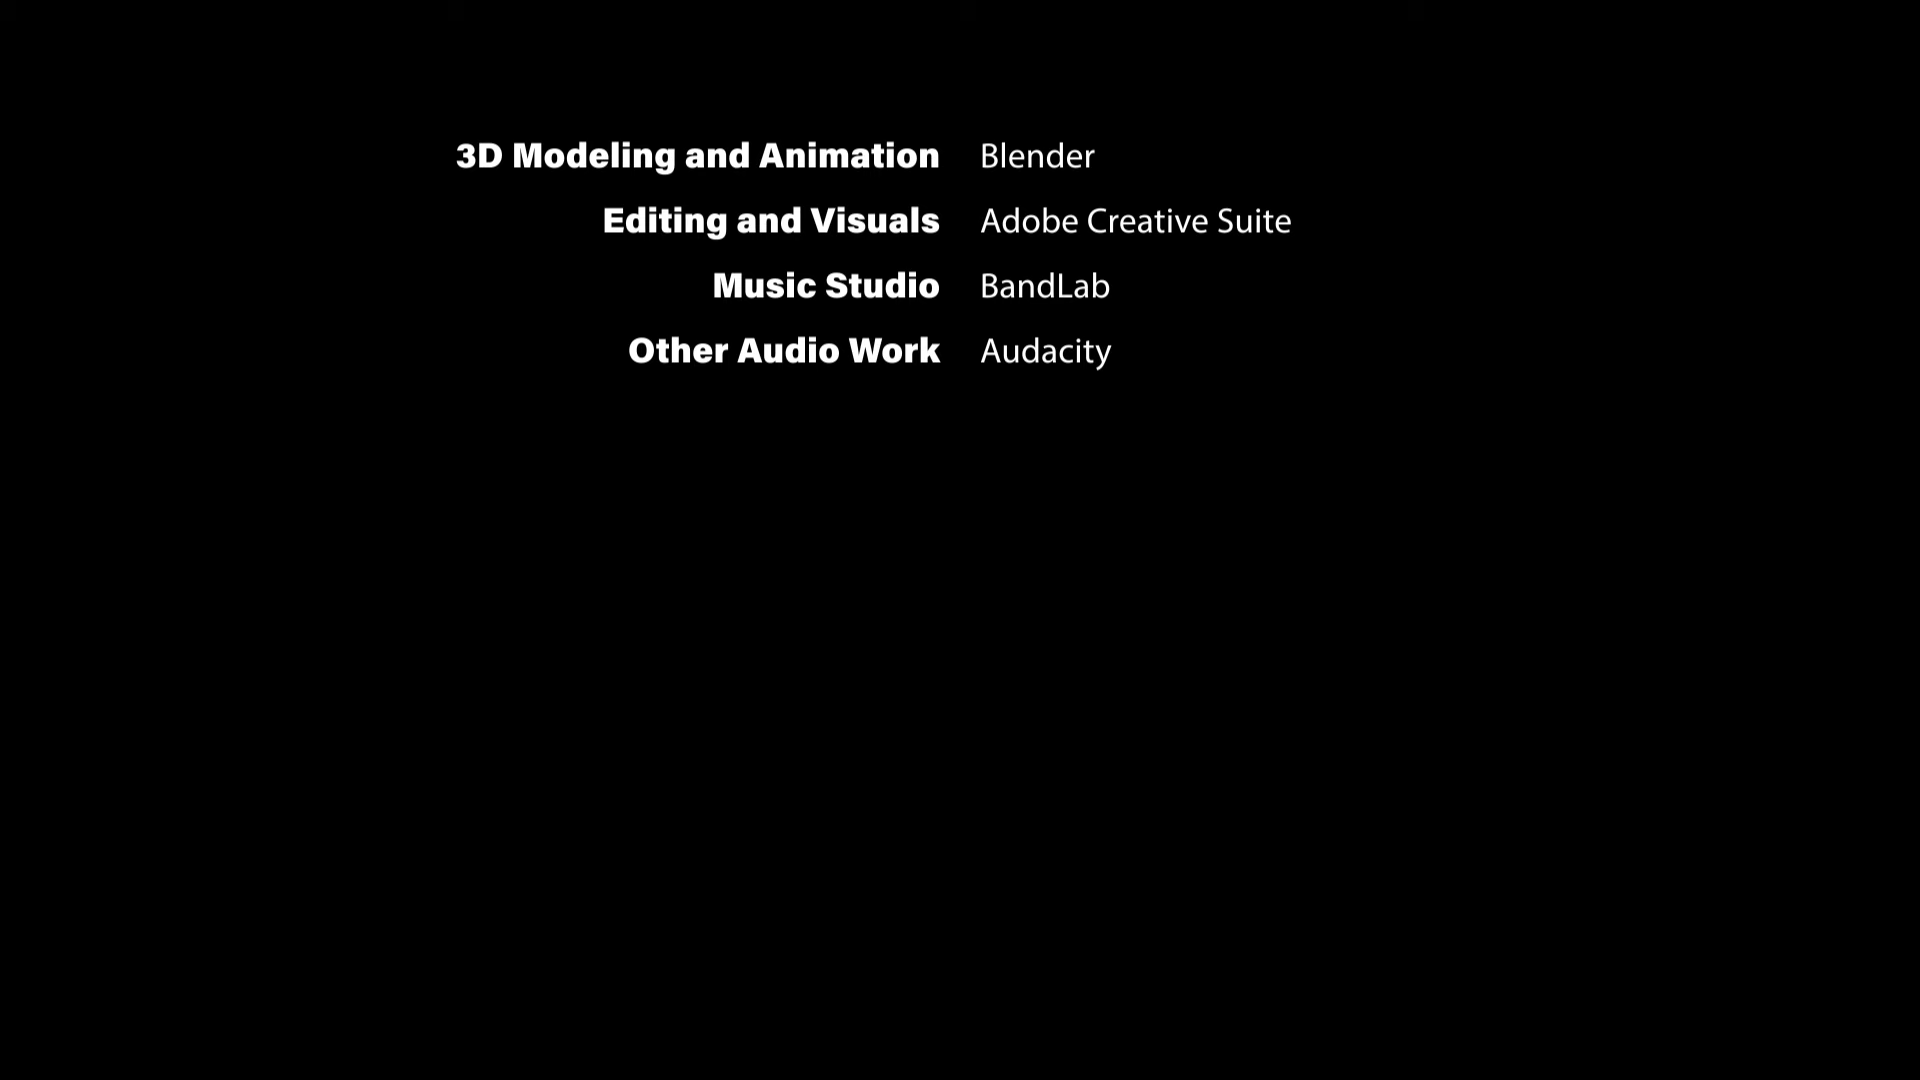 3D Modeling and Animation Blender
Editing and Visuals Adobe Creative Suite
Music Studio BandLab
Other Audio Work Audacity